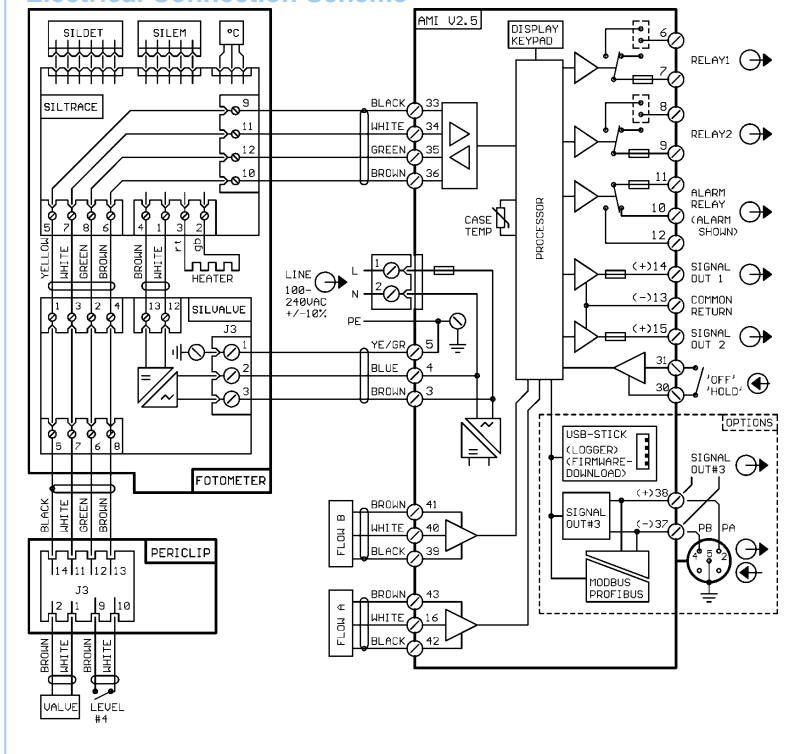 Electrical Connection Scheme
SILDET
SILEM
°C
SILTRACE
9
11
12
10
5 7 8 6 4 1 3 2
YELLOW
WHITE
GREEN
BROWN
BROWN
WHITE
rt
gb
HEATER
1 3 2 4
13 12
SILVALVE
J3
1
2
3
5 7 6 8
FOTOMETER
BLACK
WHITE
GREEN
BROWN
PERICLIP
14 11 12 13
J3
2 1 9 10
BROWN
WHITE
BROWN
WHITE
VALVE
LEVEL
#4
AMI V2.5
DISPLAY
KEYPAD
BLACK 33
WHITE 34
GREEN 35
BROWN 36
CASE
TEMP
PROCESSOR
LINE
100-
240VAC
+/-10%
L 1
N 2
PE
YE/GR 5
BLUE 4
BROWN 3
FLOW B
BROWN 41
WHITE 40
BLACK 39
FLOW A
BROWN 43
WHITE 16
BLACK 42
6
7
RELAY1
8
9
RELAY2
11
10
12
ALARM
RELAY
(ALARM
SHOWN)
(+)14
SIGNAL
OUT 1
(-)13
COMMON
RETURN
(+)15
SIGNAL
OUT 2
31
30
'OFF'
'HOLD'
OPTIONS
USB-STICK
(LOGGER)
(FIRMWARE-
DOWNLOAD)
SIGNAL
OUT#3
(+)38
(-)37
SIGNAL
OUT#3
PB PA
4 5 2
MODBUS
PROFIBUS